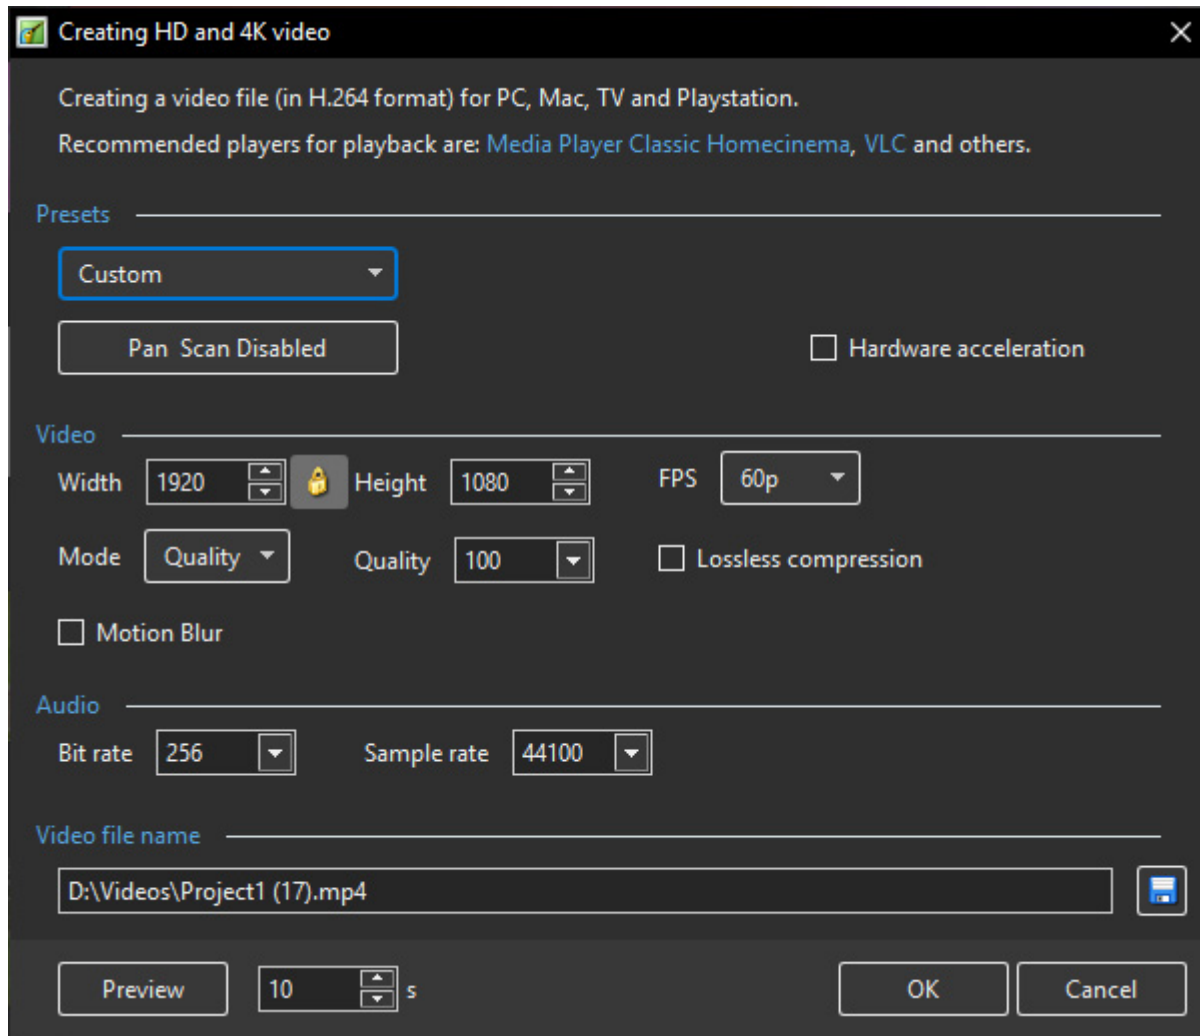 Creating HD and 4K video
Creating a video file (in H.264 format) for PC, Mac, TV and Playstation.
Recommended players for playback are: Media Player Classic Homecinema, VLC and others.
Presets
Custom
Pan Scan Disabled
Hardware acceleration
Video
Width 1920 Height 1080 FPS 60p
Mode Quality Quality 100 Lossless compression
Motion Blur
Audio
Bit rate 256 Sample rate 44100
Video file name
D:\Videos\Project1 (17).mp4
Preview 10 s OK Cancel